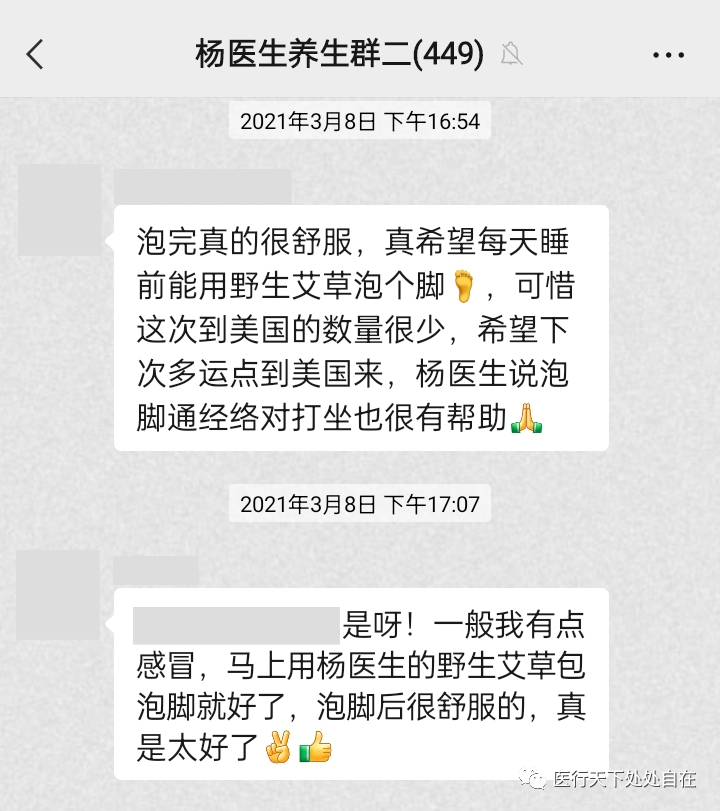 杨医生养生群二(449)
2021年3月8日 下午16:54
泡完真的很舒服，真希望每天睡
前能用野生艾草泡个脚🦶，可惜
这次到美国的数量很少，希望下
次多运点到美国来，杨医生说泡
脚通经络对打坐也很有帮助🙏
2021年3月8日 下午17:07
是呀！一般我有点
感冒，马上用杨医生的野生艾草包
泡脚就好了，泡脚后很舒服的，真
是太好了✌👍
医行天下处处自在